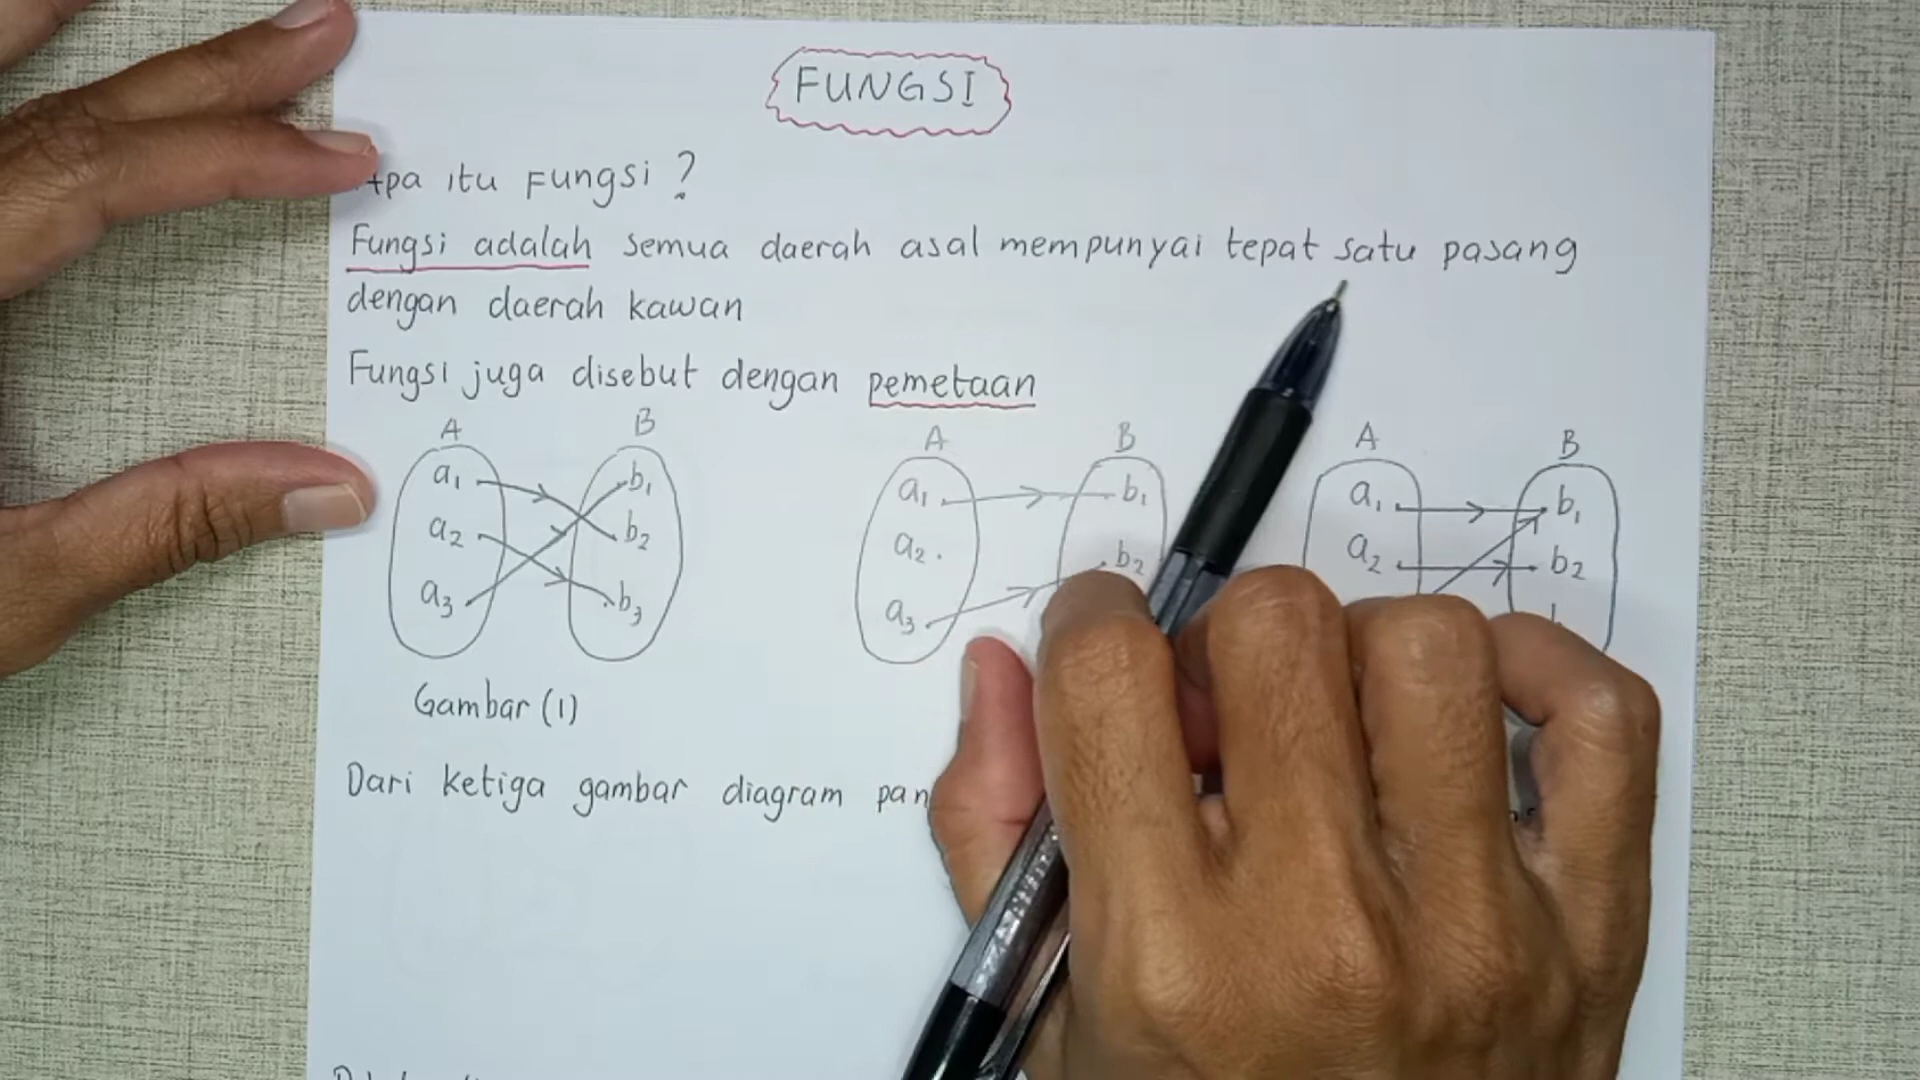 FUNGSI
itu Fungsi ?
Fungsi adalah semua daerah asal mempunyai tepat satu pasang
dengan daerah kawan
Fungsi juga disebut dengan pemetaan
A B A B A B
a₁ b₁ a₁ b₁ a₁ b₁
a₂ b₂ a₂ b₂ a₂ b₂
a₃ b₃ a₃
Gambar (1)
Dari ketiga gambar diagram